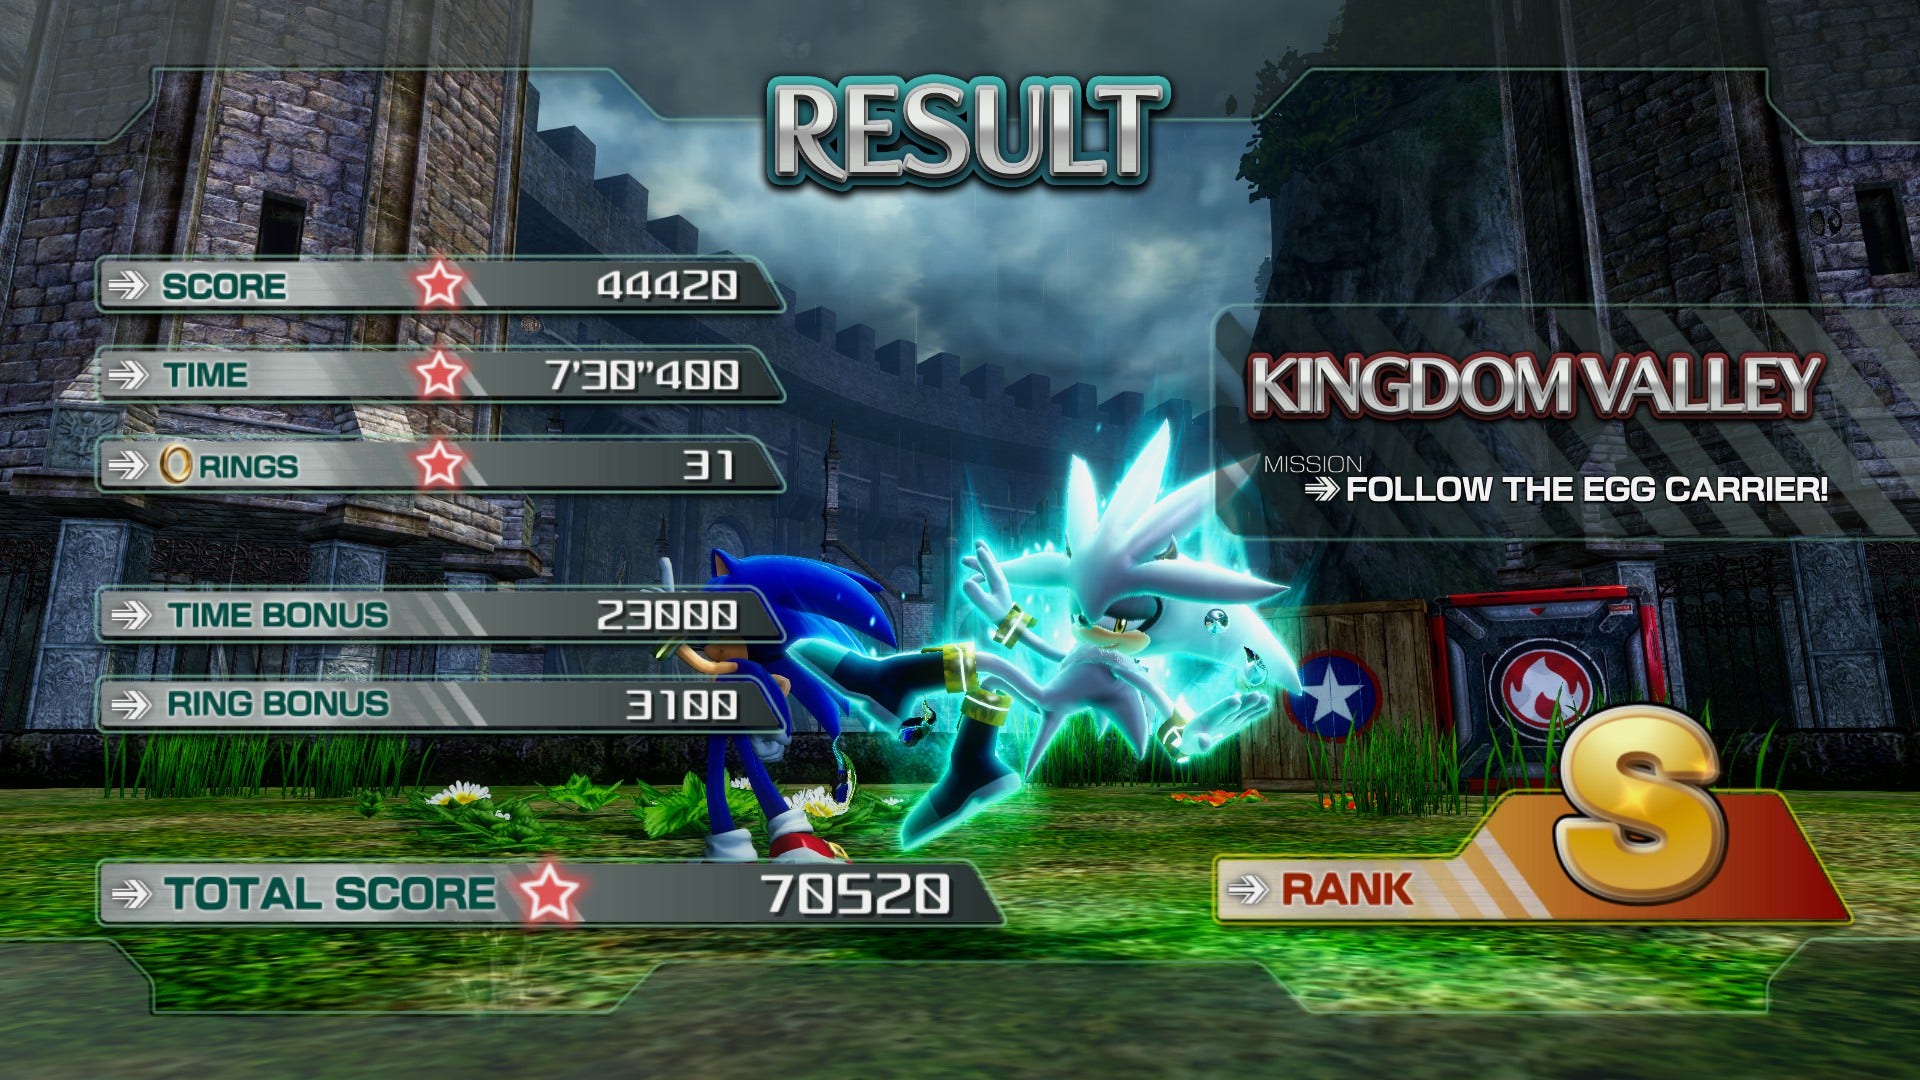 RESULT
SCORE 44420
TIME 7'30"400
RINGS 31
KINGDOM VALLEY
MISSION
FOLLOW THE EGG CARRIER!
TIME BONUS 23000
RING BONUS 3100
TOTAL SCORE 70520
RANK S